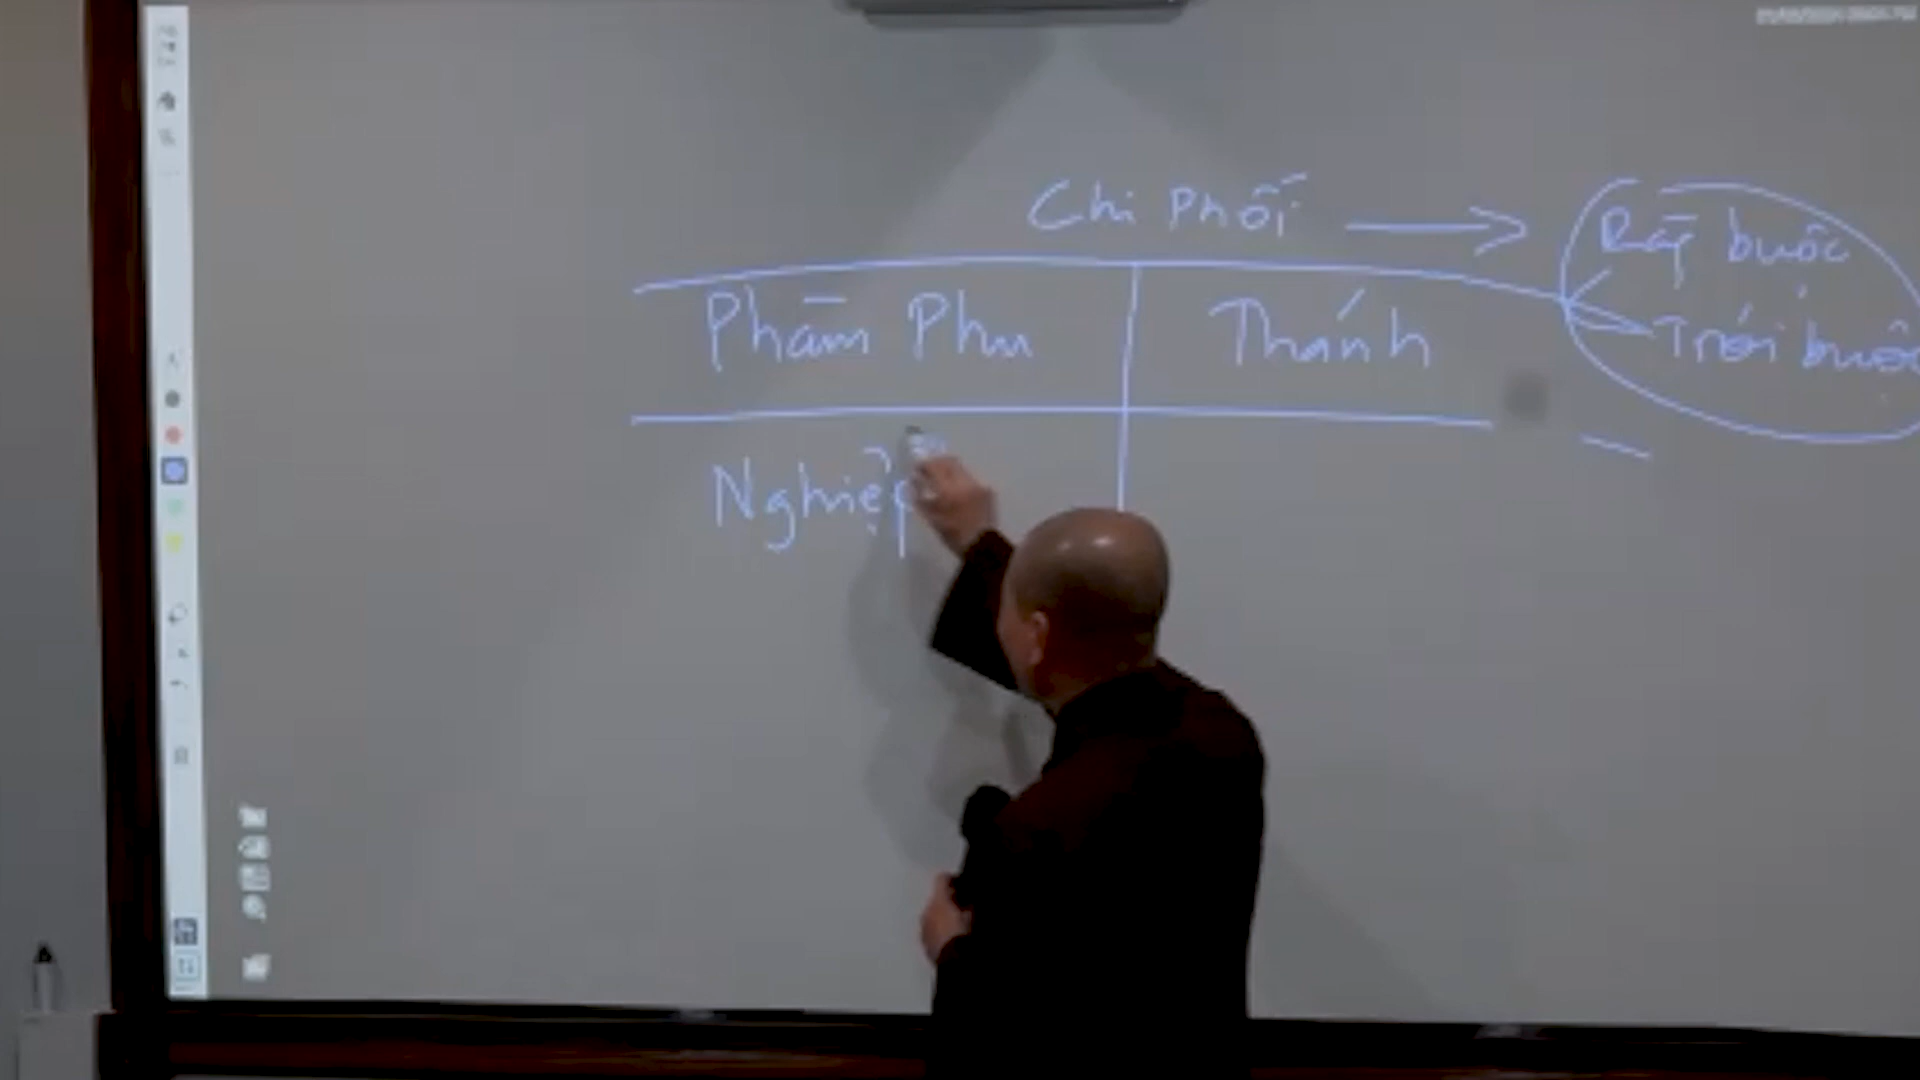 Chi Phối → Ràng buộc
Phàm Phu Thánh
Trói buộc
Nghiệp